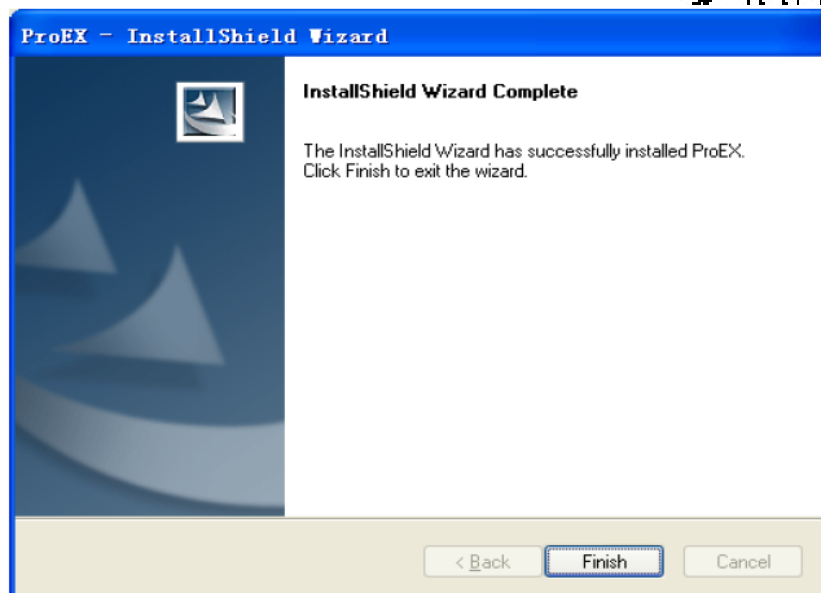 ProEX - InstallShield Wizard
InstallShield Wizard Complete
The InstallShield Wizard has successfully installed ProEX.
Click Finish to exit the wizard.
< Back
Finish
Cancel